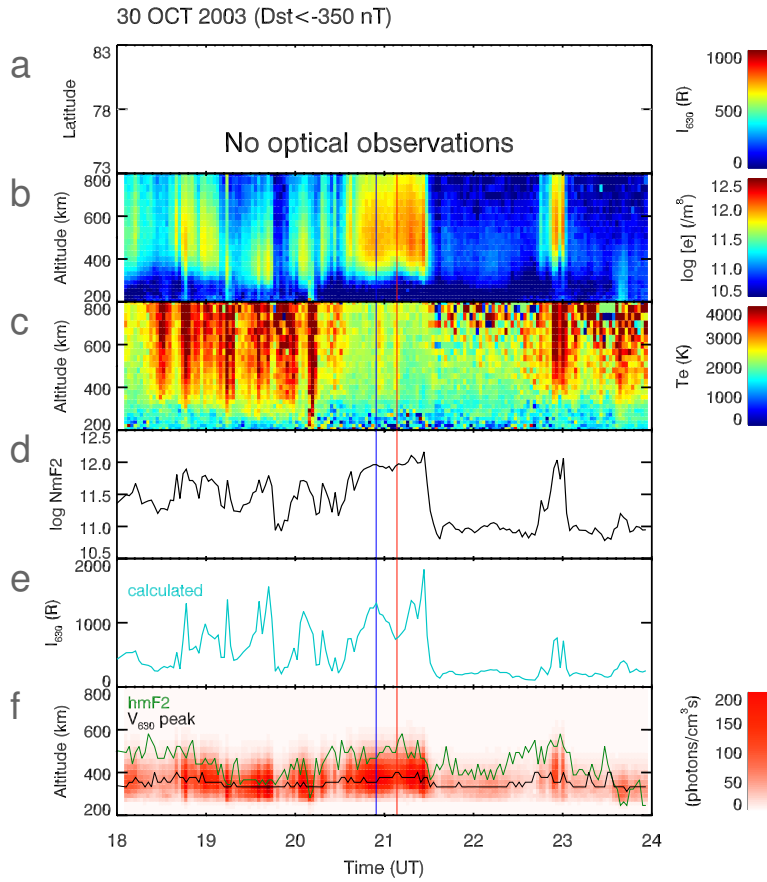 30 OCT 2003 (Dst<-350 nT)
a
83
78
73
Latitude
No optical observations
1000
500
0
I630 (R)
b
800
600
400
200
Altitude (km)
12.5
12.0
11.5
11.0
10.5
log [e] (/m³)
c
800
600
400
200
Altitude (km)
4000
3000
2000
1000
0
Te (K)
d
12.5
12.0
11.5
11.0
10.5
log NmF2
e
2000
1000
0
I630 (R)
calculated
f
800
600
400
200
Altitude (km)
hmF2
V630 peak
200
150
100
50
0
(photons/cm³s)
18 19 20 21 22 23 24
Time (UT)